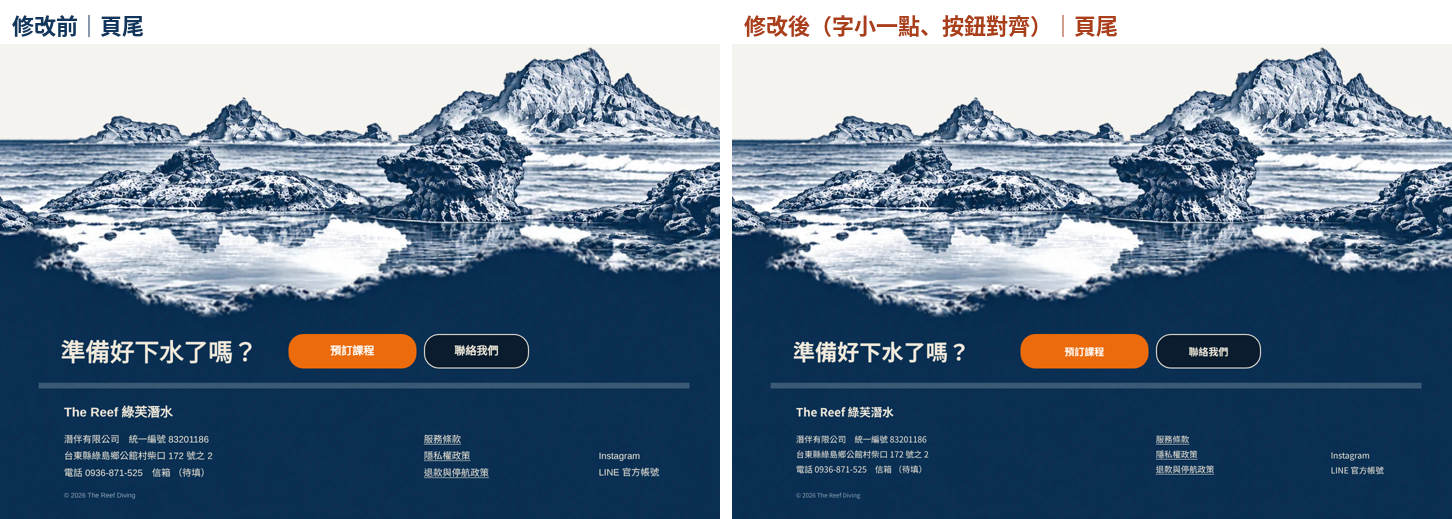 修改前｜頁尾
準備好下水了嗎？
預訂課程
聯絡我們
The Reef 綠芙潛水
潛伴有限公司　統一編號 83201186
台東縣綠島鄉公館村柴口 172 號之 2
電話 0936-871-525　信箱 （待填）
服務條款
隱私權政策
退款與停航政策
Instagram
LINE 官方帳號
© 2026 The Reef Diving
修改後（字小一點、按鈕對齊）｜頁尾
準備好下水了嗎？
預訂課程
聯絡我們
The Reef 綠芙潛水
潛伴有限公司　統一編號 83201186
台東縣綠島鄉公館村柴口 172 號之 2
電話 0936-871-525　信箱 （待填）
服務條款
隱私權政策
退款與停航政策
Instagram
LINE 官方帳號
© 2026 The Reef Diving